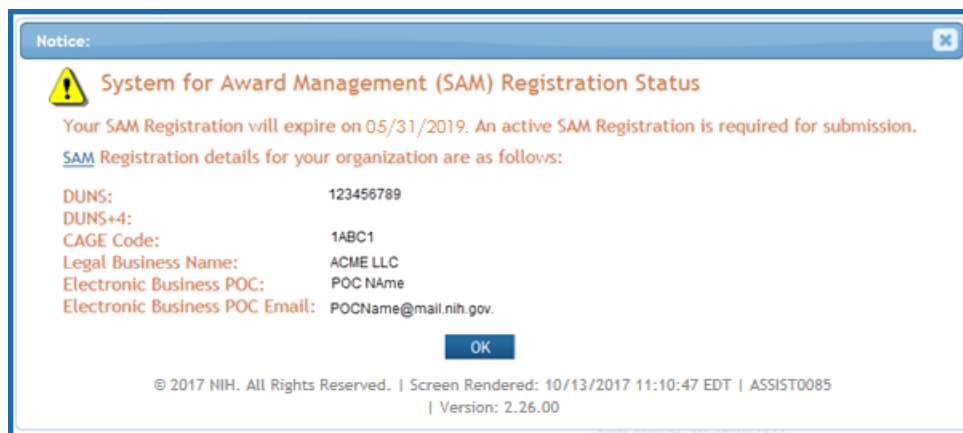 Notice:
System for Award Management (SAM) Registration Status
Your SAM Registration will expire on 05/31/2019. An active SAM Registration is required for submission.
SAM Registration details for your organization are as follows:
DUNS: 123456789
DUNS+4:
CAGE Code: 1ABC1
Legal Business Name: ACME LLC
Electronic Business POC: POC NAme
Electronic Business POC Email: POCName@mail.nih.gov.
OK
© 2017 NIH. All Rights Reserved. | Screen Rendered: 10/13/2017 11:10:47 EDT | ASSIST0085
| Version: 2.26.00